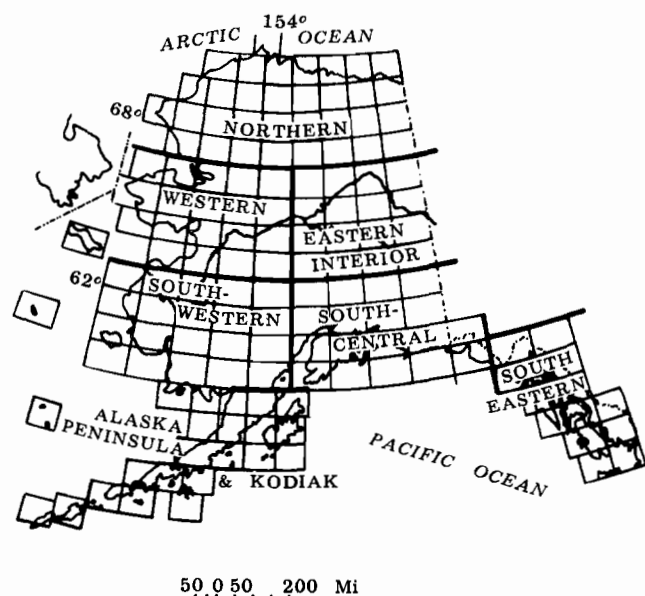 154°
ARCTIC OCEAN
68°
NORTHERN
WESTERN
EASTERN
INTERIOR
62°
SOUTH-
WESTERN
SOUTH-
CENTRAL
SOUTH
EASTERN
ALASKA
PENINSULA
& KODIAK
PACIFIC OCEAN
50 0 50 200 Mi